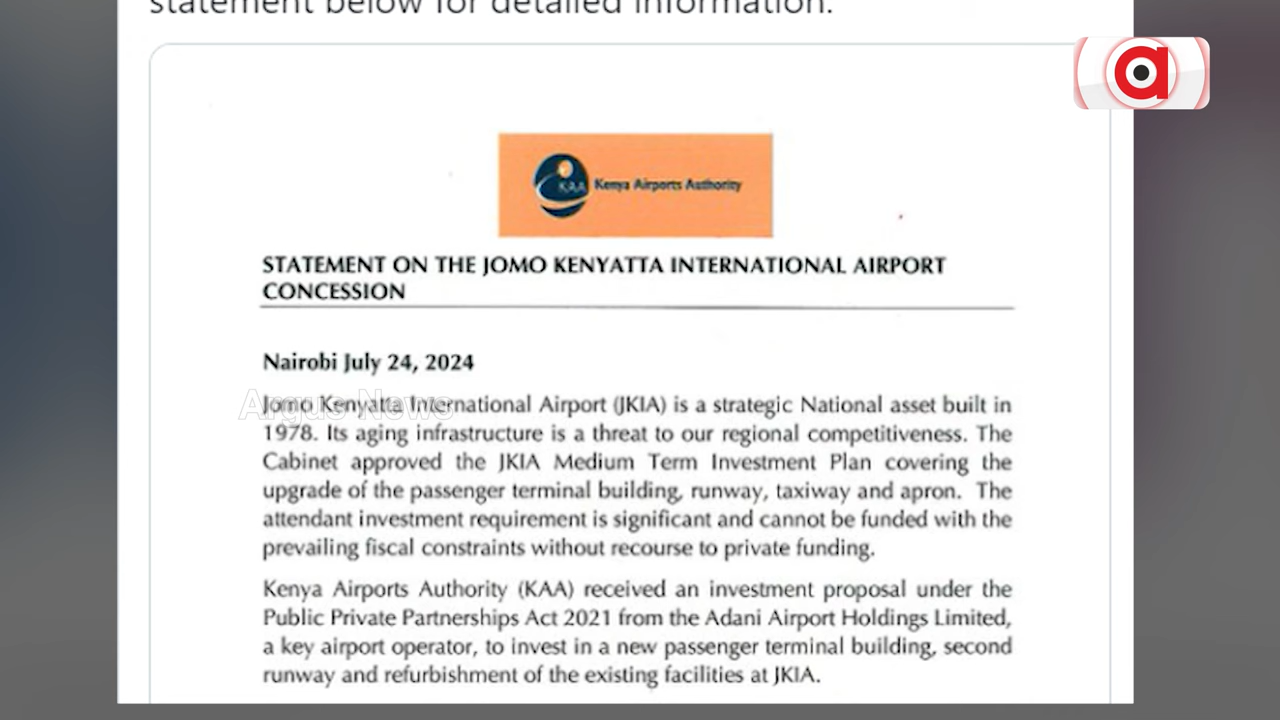 statement below for detailed information.
a
KAA Kenya Airports Authority
STATEMENT ON THE JOMO KENYATTA INTERNATIONAL AIRPORT
CONCESSION
Nairobi July 24, 2024
Argus News
Jomo Kenyatta International Airport (JKIA) is a strategic National asset built in
1978. Its aging infrastructure is a threat to our regional competitiveness. The
Cabinet approved the JKIA Medium Term Investment Plan covering the
upgrade of the passenger terminal building, runway, taxiway and apron. The
attendant investment requirement is significant and cannot be funded with the
prevailing fiscal constraints without recourse to private funding.
Kenya Airports Authority (KAA) received an investment proposal under the
Public Private Partnerships Act 2021 from the Adani Airport Holdings Limited,
a key airport operator, to invest in a new passenger terminal building, second
runway and refurbishment of the existing facilities at JKIA.